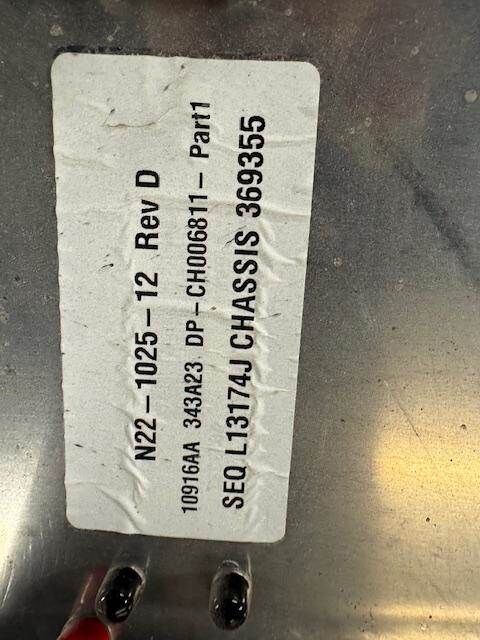 N22-1025-12 Rev D
10916AA 343A23 DP-CH006811- Part1
SEQ L13174J CHASSIS 369355